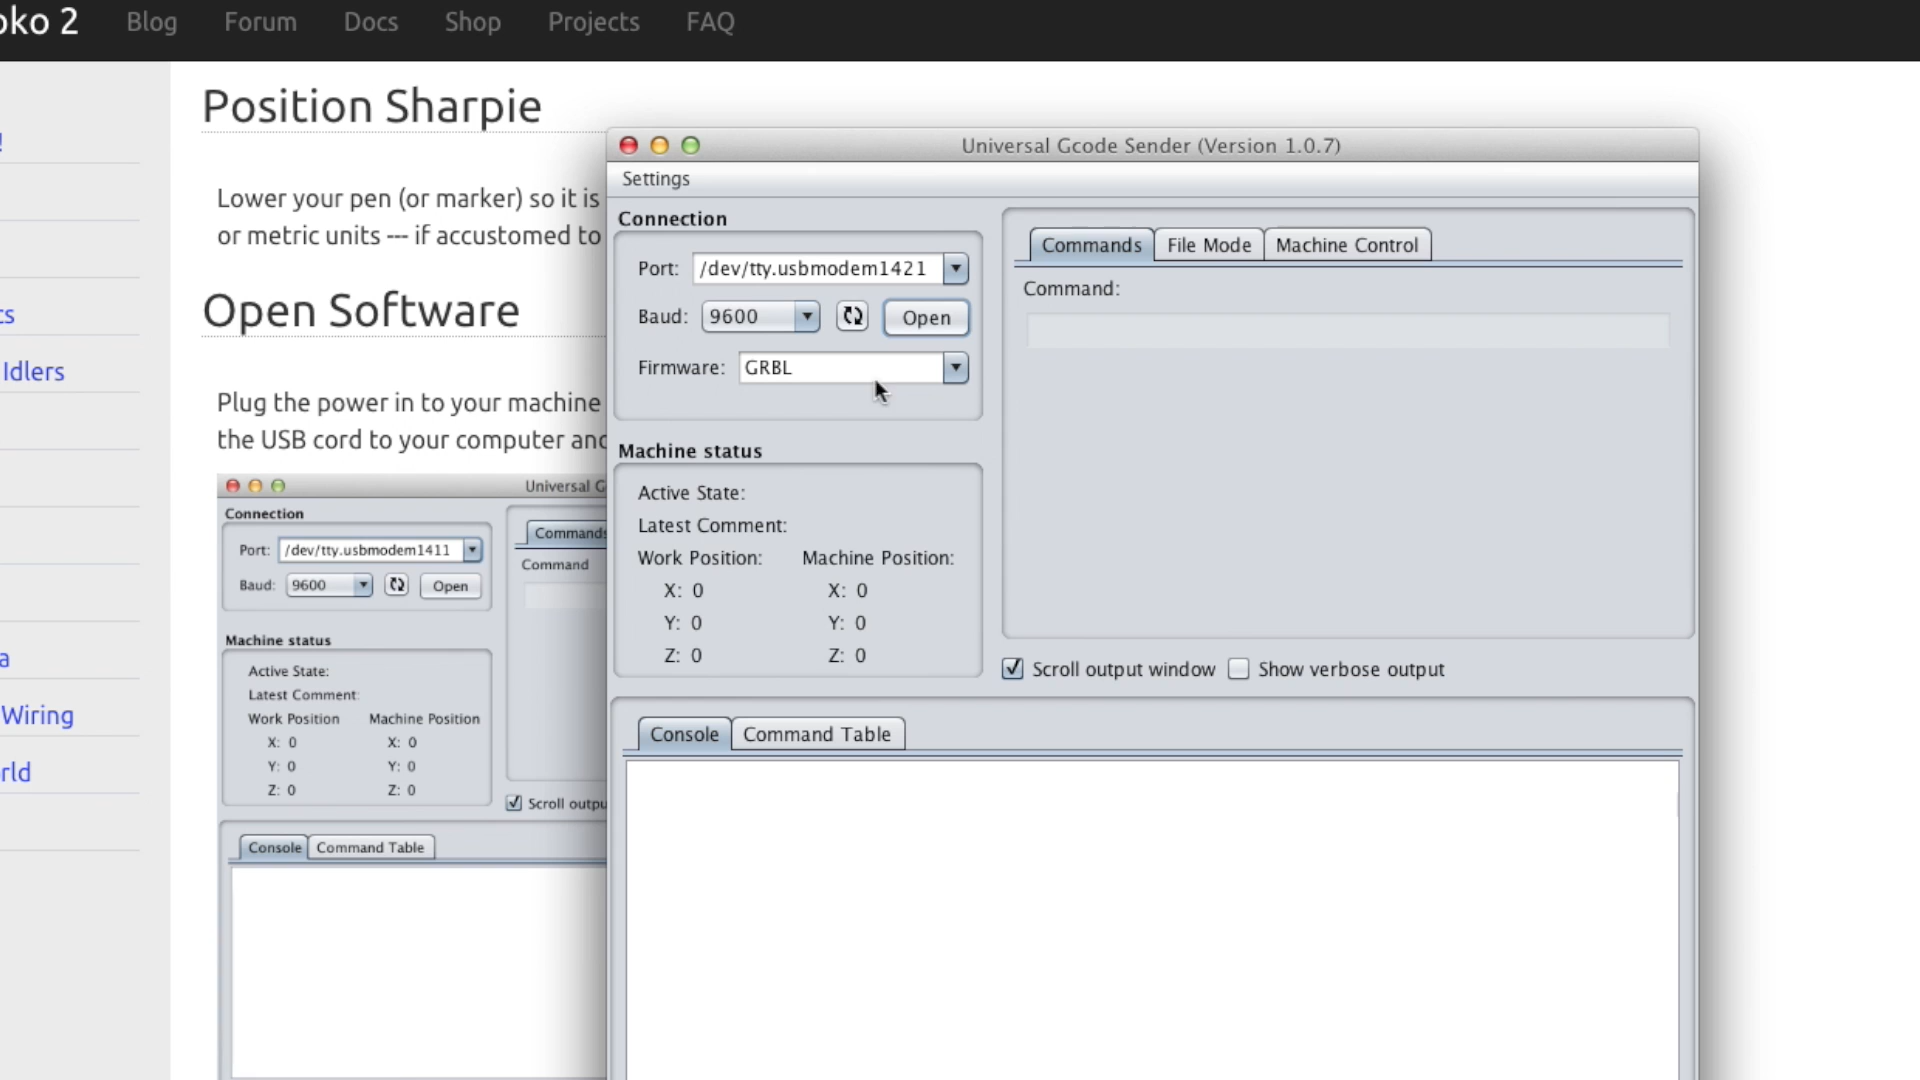 oko 2 Blog Forum Docs Shop Projects FAQ
!
ts
Idlers
a
Wiring
rld
Position Sharpie
Lower your pen (or marker) so it is
or metric units --- if accustomed to
Open Software
Plug the power in to your machine
the USB cord to your computer and
Universal G
Connection
Port: /dev/tty.usbmodem1411
Baud: 9600 Open
Machine status
Active State:
Latest Comment:
Work Position Machine Position
X: 0 X: 0
Y: 0 Y: 0
Z: 0 Z: 0
Commands
Command
Scroll outpu
Console Command Table
Universal Gcode Sender (Version 1.0.7)
Settings
Connection
Port: /dev/tty.usbmodem1421
Baud: 9600 Open
Firmware: GRBL
Machine status
Active State:
Latest Comment:
Work Position: Machine Position:
X: 0 X: 0
Y: 0 Y: 0
Z: 0 Z: 0
Commands File Mode Machine Control
Command:
Scroll output window Show verbose output
Console Command Table